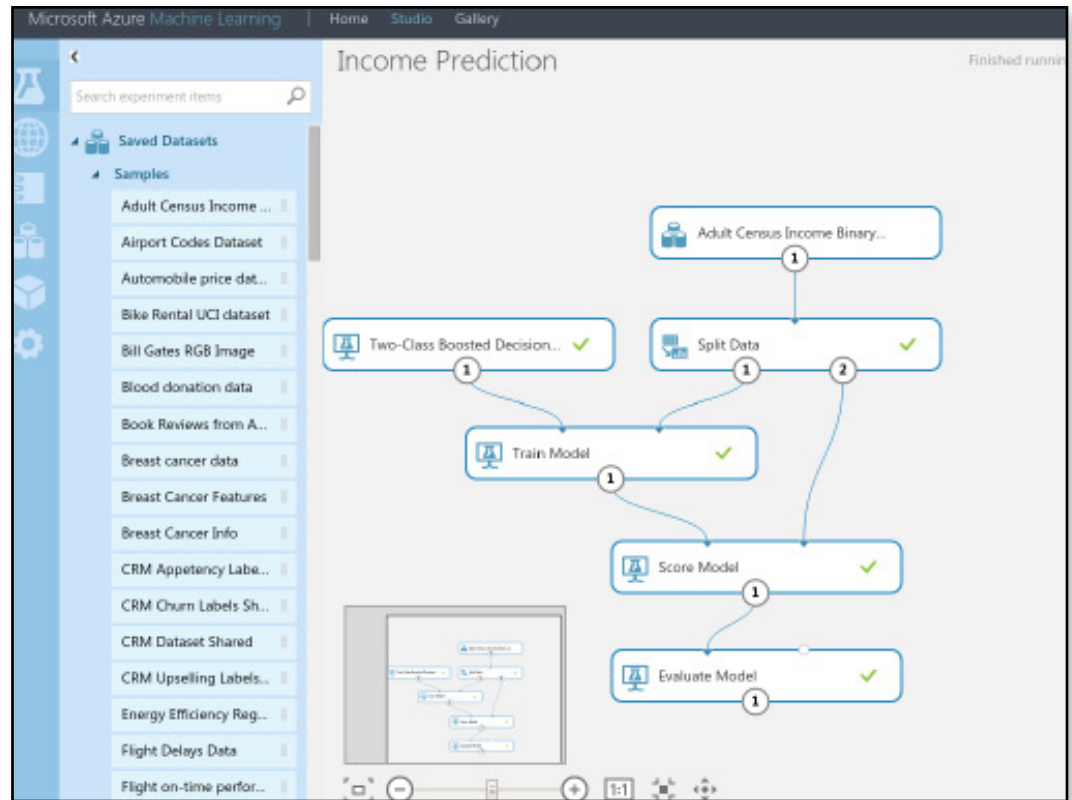 Microsoft Azure Machine Learning | Home Studio Gallery
Income Prediction
Finished runnin
Search experiment items
Saved Datasets
Samples
Adult Census Income ...
Airport Codes Dataset
Automobile price dat...
Bike Rental UCI dataset
Bill Gates RGB Image
Blood donation data
Book Reviews from A...
Breast cancer data
Breast Cancer Features
Breast Cancer Info
CRM Appetency Labe...
CRM Churn Labels Sh...
CRM Dataset Shared
CRM Upselling Labels...
Energy Efficiency Reg...
Flight Delays Data
Flight on-time perfor...
Adult Census Income Binary...
1
Two-Class Boosted Decision...
1
Split Data
1
2
Train Model
1
Score Model
1
Evaluate Model
1
1:1